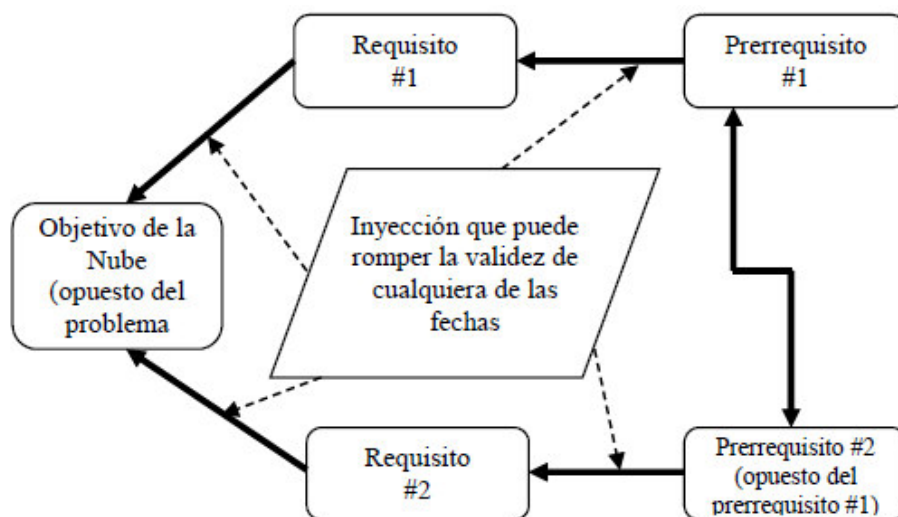 Requisito
#1
Prerrequisito
#1
Objetivo de la
Nube
(opuesto del
problema
Inyección que puede
romper la validez de
cualquiera de las
fechas
Requisito
#2
Prerrequisito #2
(opuesto del
prerrequisito #1)